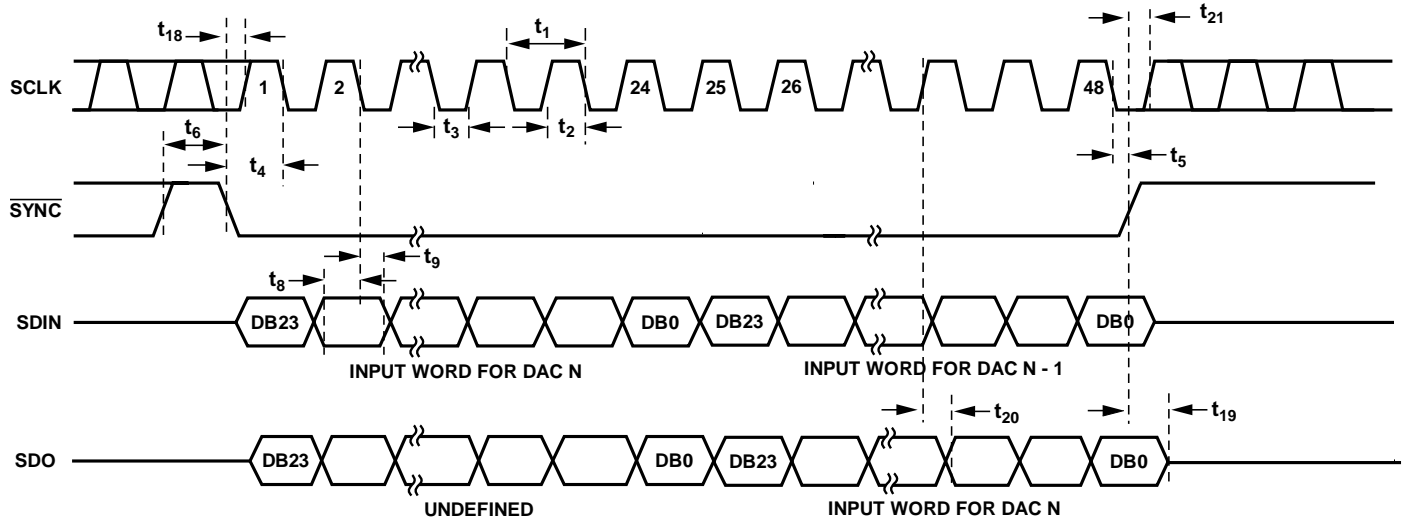 t18
t1
t21
SCLK
1
2
24
25
26
48
t6
t3
t2
t4
t5
SYNC
t9
t8
SDIN
DB23
DB0
DB23
DB0
INPUT WORD FOR DAC N
INPUT WORD FOR DAC N - 1
t20
t19
SDO
DB23
DB0
DB23
DB0
UNDEFINED
INPUT WORD FOR DAC N